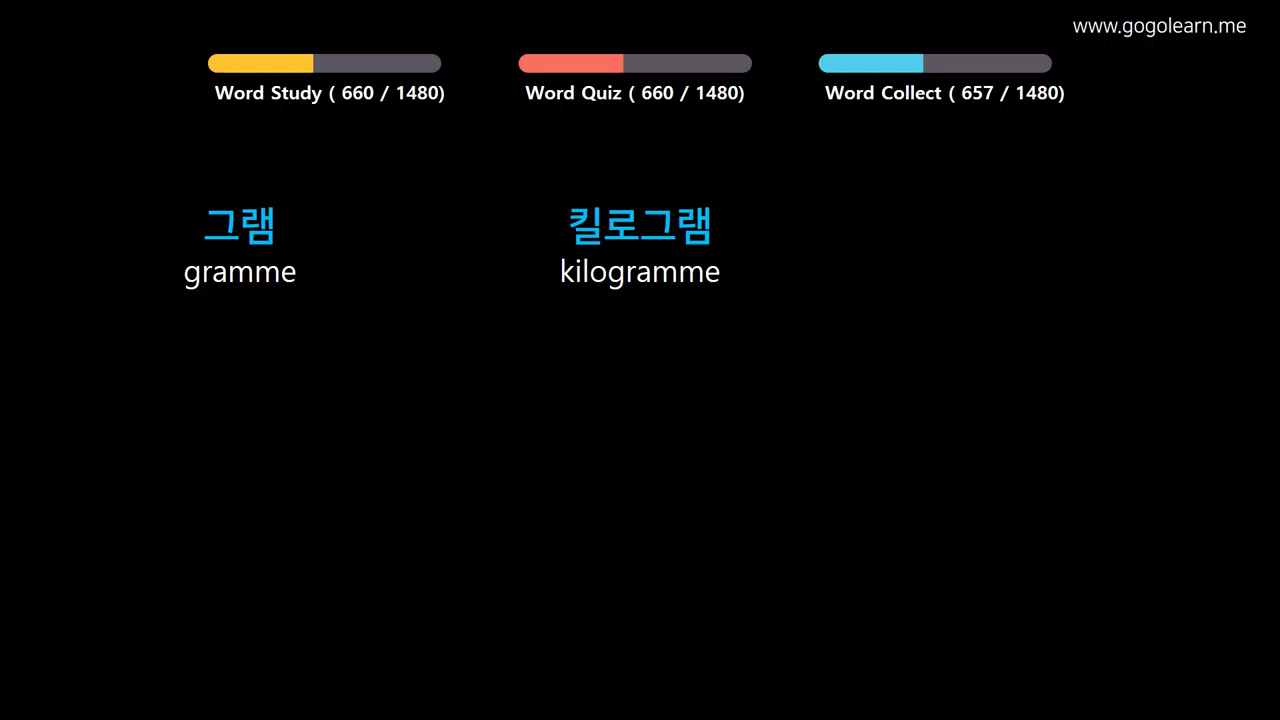 www.gogolearn.me
Word Study ( 660 / 1480)
Word Quiz ( 660 / 1480)
Word Collect ( 657 / 1480)
그램
gramme
킬로그램
kilogramme